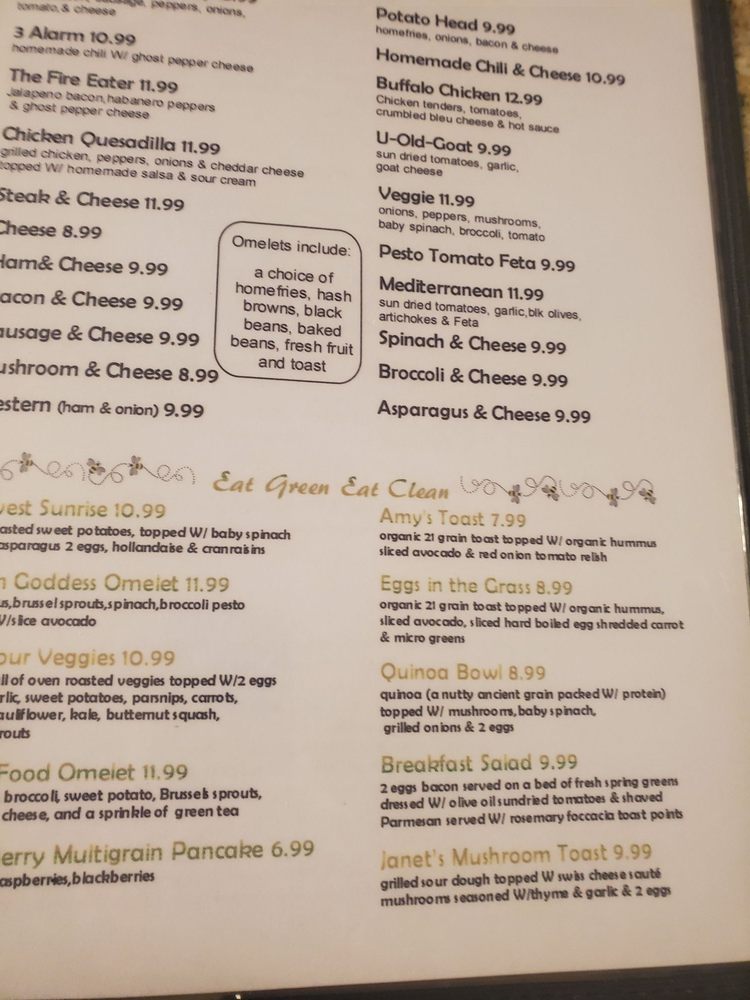 sausage, peppers, onions,
tomato, & cheese
3 Alarm 10.99
homemade chili W/ ghost pepper cheese
The Fire Eater 11.99
Jalapeno bacon,habanero peppers
& ghost pepper cheese
Chicken Quesadilla 11.99
grilled chicken, peppers, onions & cheddar cheese
topped W/ homemade salsa & sour cream
Steak & Cheese 11.99
Cheese 8.99
Ham& Cheese 9.99
acon & Cheese 9.99
ausage & Cheese 9.99
ushroom & Cheese 8.99
estern (ham & onion) 9.99
Omelets include:
a choice of
homefries, hash
browns, black
beans, baked
beans, fresh fruit
and toast
Potato Head 9.99
homefries, onions, bacon & cheese
Homemade Chili & Cheese 10.99
Buffalo Chicken 12.99
Chicken tenders, tomatoes,
crumbled bleu cheese & hot sauce
U-Old-Goat 9.99
sun dried tomatoes, garlic,
goat cheese
Veggie 11.99
onions, peppers, mushrooms,
baby spinach, broccoli, tomato
Pesto Tomato Feta 9.99
Mediterranean 11.99
sun dried tomatoes, garlic,blk olives,
artichokes & Feta
Spinach & Cheese 9.99
Broccoli & Cheese 9.99
Asparagus & Cheese 9.99
Eat Green Eat Clean
vest Sunrise 10.99
asted sweet potatoes, topped W/ baby spinach
asparagus 2 eggs, hollandaise & cranraisins
n Goddess Omelet 11.99
us,brussel sprouts,spinach,broccoli pesto
W/slice avocado
our Veggies 10.99
ll of oven roasted veggies topped W/2 eggs
rlic, sweet potatoes, parsnips, carrots,
auliflower, kale, butternut squash,
routs
Food Omelet 11.99
broccoli, sweet potato, Brussels sprouts,
cheese, and a sprinkle of green tea
erry Multigrain Pancake 6.99
aspberries,blackberries
Amy's Toast 7.99
organic 21 grain toast topped W/ organic hummus
sliced avocado & red onion tomato relish
Eggs in the Grass 8.99
organic 21 grain toast topped W/ organic hummus,
sliced avocado, sliced hard boiled egg shredded carrot
& micro greens
Quinoa Bowl 8.99
quinoa (a nutty ancient grain packed W/ protein)
topped W/ mushrooms,baby spinach,
grilled onions & 2 eggs
Breakfast Salad 9.99
2 eggs bacon served on a bed of fresh spring greens
dressed W/ olive oil sundried tomatoes & shaved
Parmesan served W/ rosemary foccacia toast points
Janet's Mushroom Toast 9.99
grilled sour dough topped W swiss cheese sauté
mushrooms seasoned W/thyme & garlic & 2 eggs